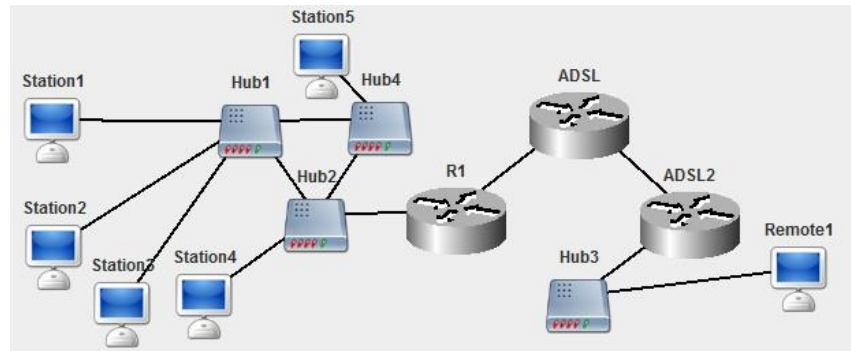 Station5
Station1
Hub1
Hub4
ADSL
Hub2
R1
ADSL2
Station2
Remote1
Station3
Station4
Hub3